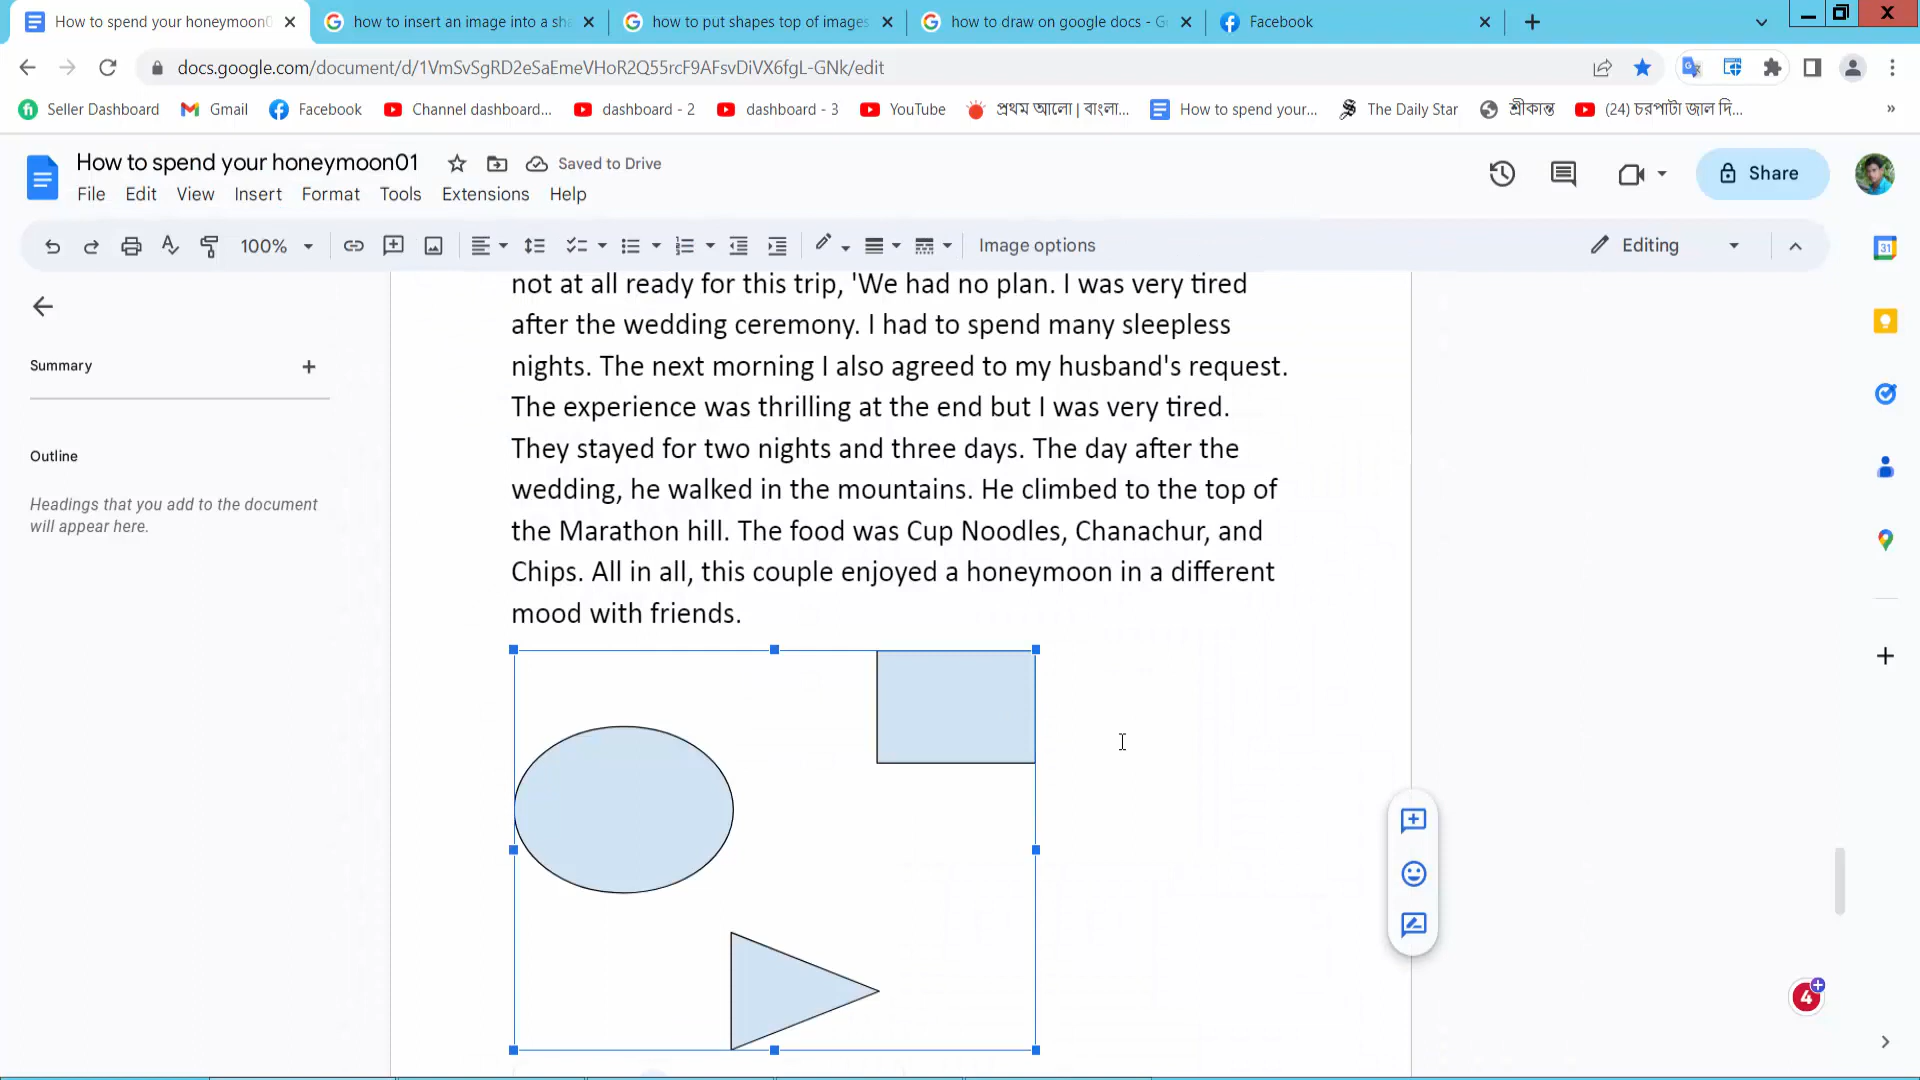 How to spend your honeymoon0
how to insert an image into a sha
how to put shapes top of images
how to draw on google docs - Go
Facebook
docs.google.com/document/d/1VmSvSgRD2eSaEmeVHoR2Q55rcF9AFsvDiVX6fgL-GNk/edit
Seller Dashboard
Gmail
Facebook
Channel dashboard...
dashboard - 2
dashboard - 3
YouTube
প্রথম আলো | বাংলা...
How to spend your...
The Daily Star
শ্রীকান্ত
(24) চরপাটা জাল দি...
»
How to spend your honeymoon01
Saved to Drive
Share
File Edit View Insert Format Tools Extensions Help
100%
Image options
Editing
31
Summary
Outline
Headings that you add to the document
will appear here.
not at all ready for this trip, 'We had no plan. I was very tired
after the wedding ceremony. I had to spend many sleepless
nights. The next morning I also agreed to my husband's request.
The experience was thrilling at the end but I was very tired.
They stayed for two nights and three days. The day after the
wedding, he walked in the mountains. He climbed to the top of
the Marathon hill. The food was Cup Noodles, Chanachur, and
Chips. All in all, this couple enjoyed a honeymoon in a different
mood with friends.
4